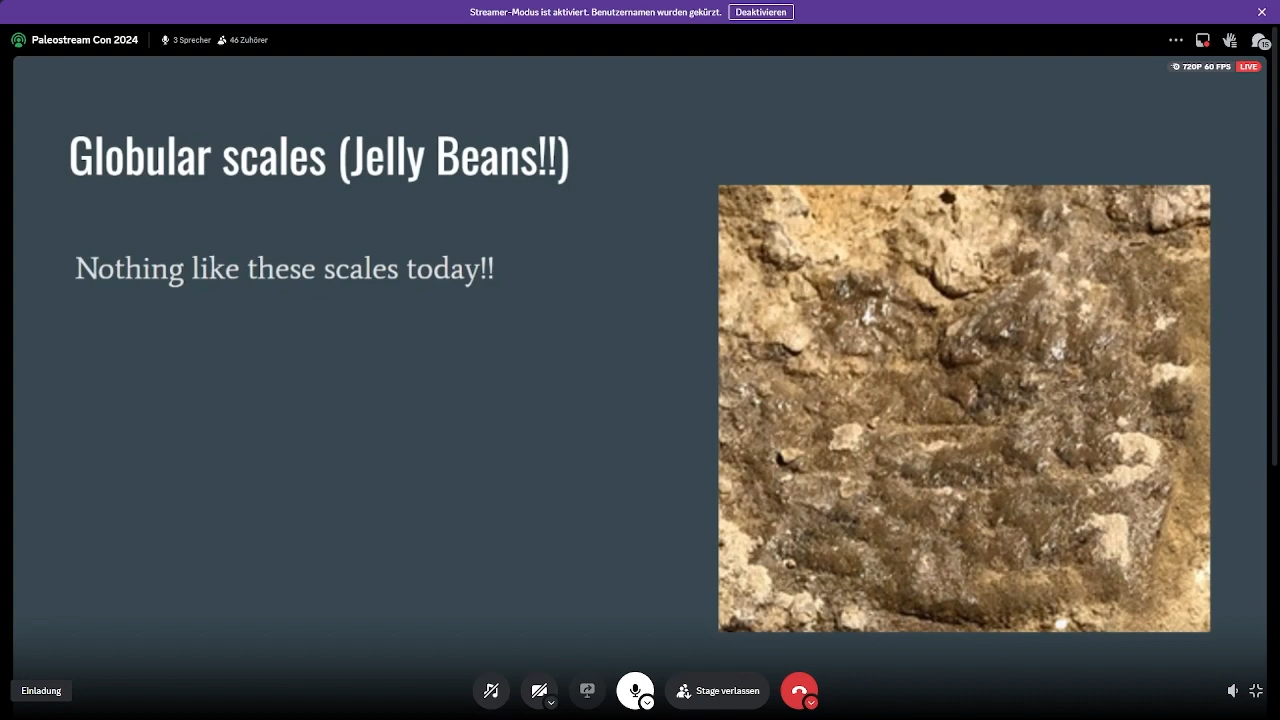 Streamer-Modus ist aktiviert. Benutzernamen wurden gekürzt. Deaktivieren
Paleostream Con 2024 3 Sprecher 46 Zuhörer
15
720P 60 FPS LIVE
Globular scales (Jelly Beans!!)
Nothing like these scales today!!
Einladung
Stage verlassen